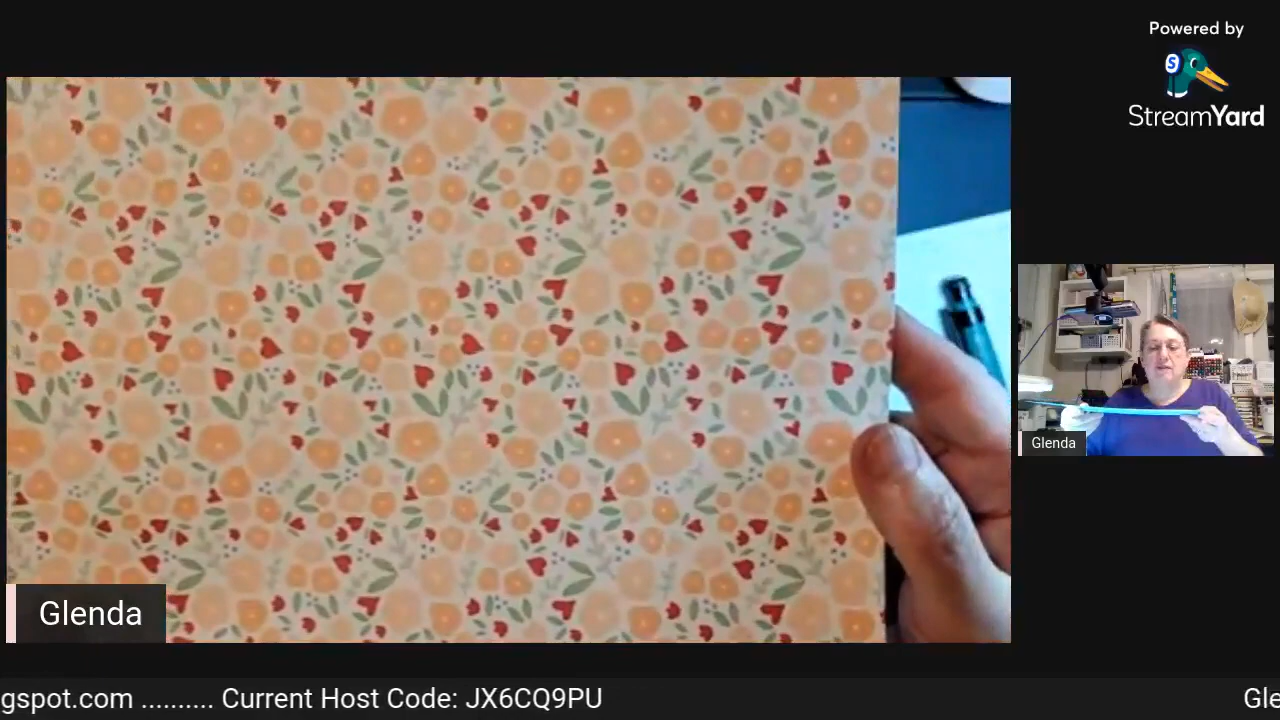 Powered by
S
StreamYard
Glenda
Glenda
gspot.com .......... Current Host Code: JX6CQ9PU
Gle